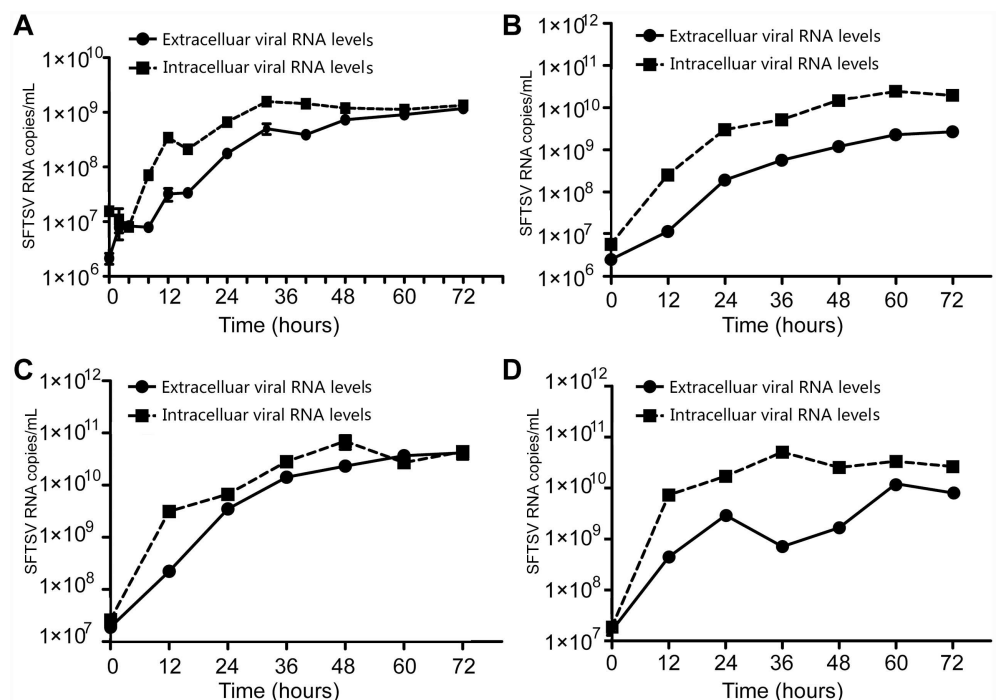 A
Extracelluar viral RNA levels
Intracelluar viral RNA levels
SFTSV RNA copies/mL
1×10^10
1×10^9
1×10^8
1×10^7
1×10^6
0 12 24 36 48 60 72
Time (hours)
B
Extracelluar viral RNA levels
Intracelluar viral RNA levels
SFTSV RNA copies/mL
1×10^12
1×10^11
1×10^10
1×10^9
1×10^8
1×10^7
1×10^6
0 12 24 36 48 60 72
Time (hours)
C
Extracelluar viral RNA levels
Intracelluar viral RNA levels
SFTSV RNA copies/mL
1×10^12
1×10^11
1×10^10
1×10^9
1×10^8
1×10^7
0 12 24 36 48 60 72
Time (hours)
D
Extracelluar viral RNA levels
Intracelluar viral RNA levels
SFTSV RNA copies/mL
1×10^12
1×10^11
1×10^10
1×10^9
1×10^8
1×10^7
0 12 24 36 48 60 72
Time (hours)